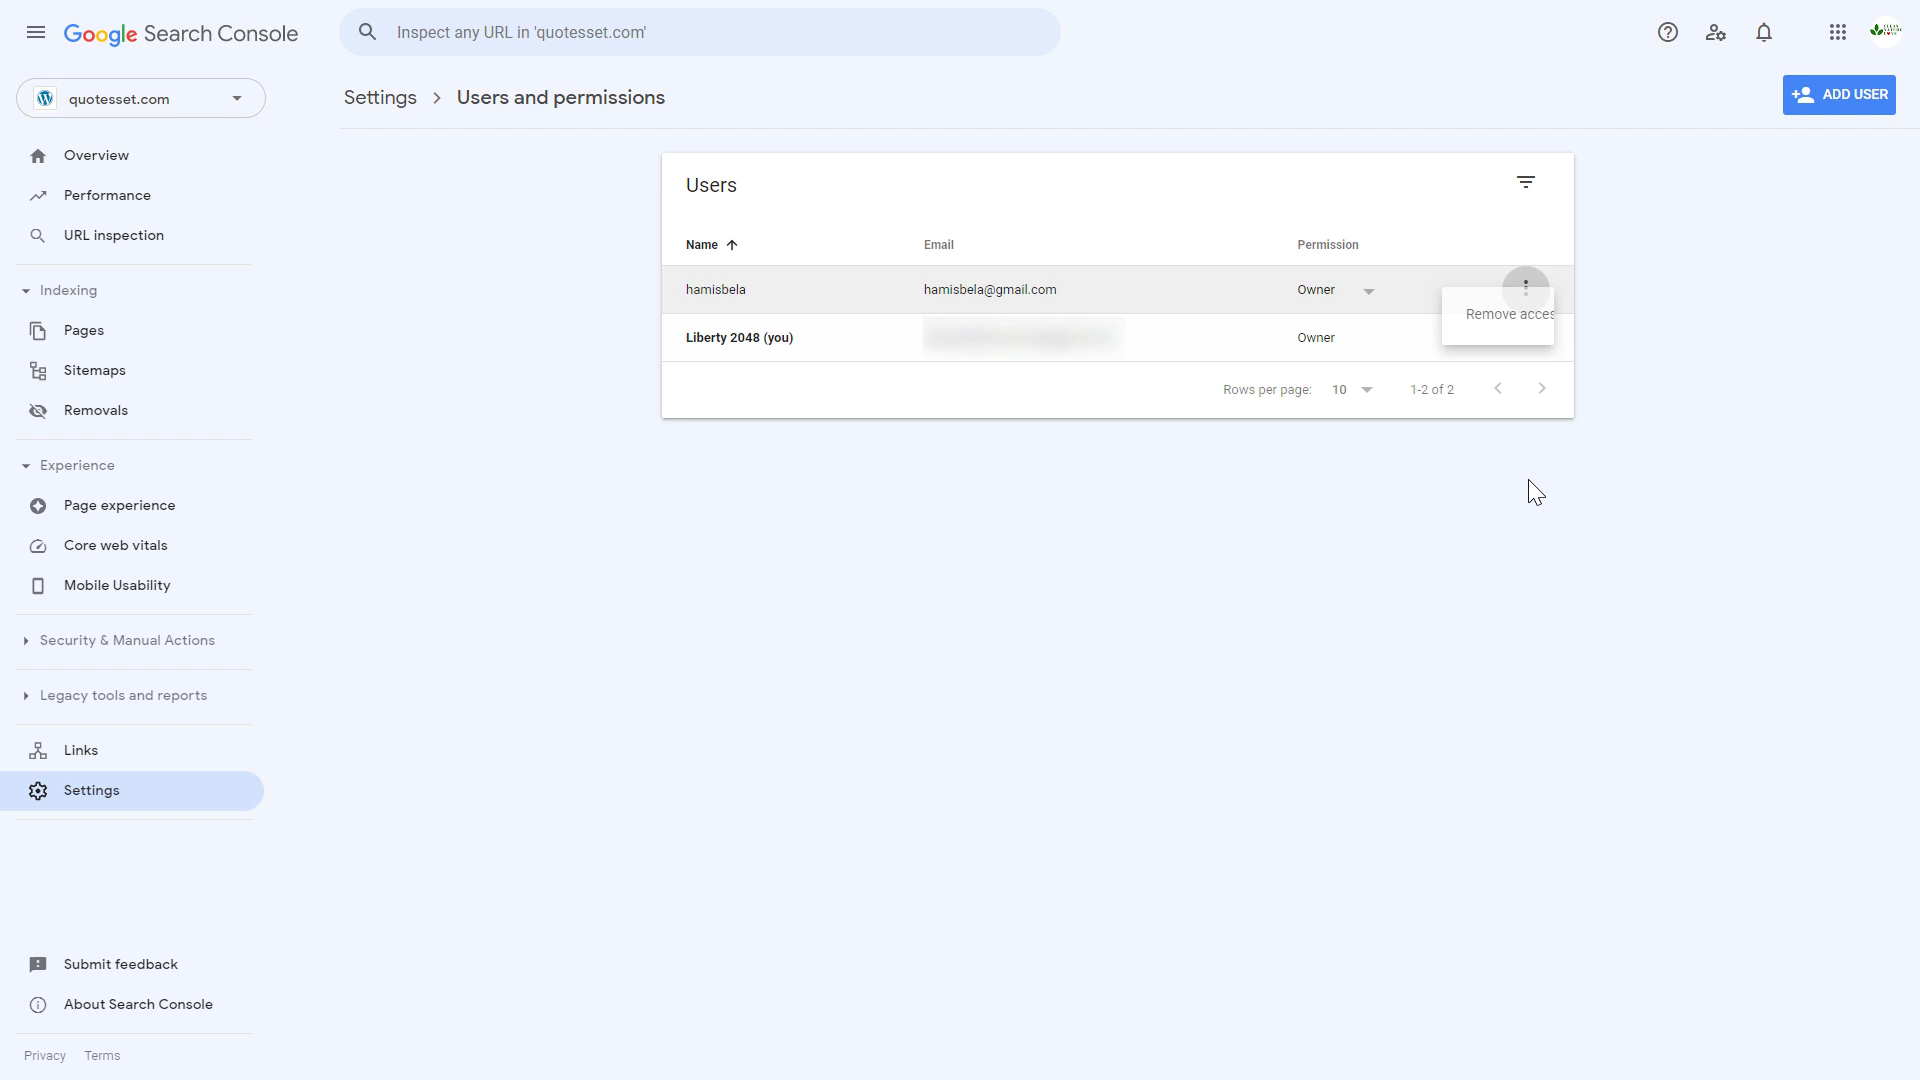 Google Search Console
Inspect any URL in 'quotesset.com'
quotesset.com
Settings > Users and permissions
ADD USER
Overview
Performance
URL inspection
Indexing
Pages
Sitemaps
Removals
Experience
Page experience
Core web vitals
Mobile Usability
Security & Manual Actions
Legacy tools and reports
Links
Settings
Submit feedback
About Search Console
Privacy Terms
Users
Name Email Permission
hamisbela hamisbela@gmail.com Owner
Remove acces
Liberty 2048 (you) Owner
Rows per page: 10 1-2 of 2